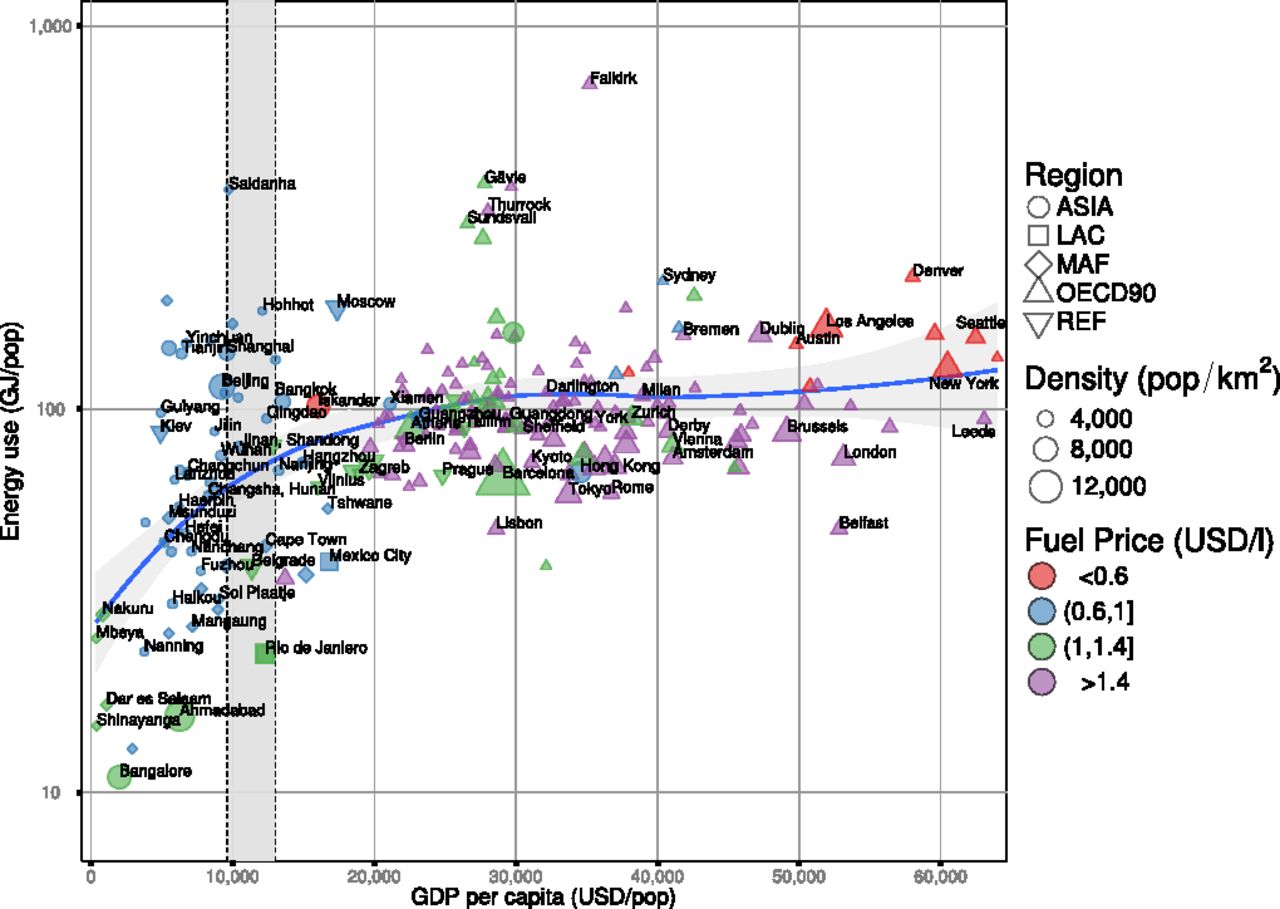 1,000
Falkirk
Gävle
Saldanha
Thurrock
Sundsvall
Denver
Sydney
Hohhot
Moscow
Yinchuan
Bremen
Dublin
Los Angeles
Seattle
Tianjin
Shanghai
Austin
Beijing
Bangkok
Darlington
Milan
New York
100
Guiyang
Qingdao
Iskandar
Xiamen
Guangzhou
Guangdong
York
Zurich
Kiev
Jilin
Sheffield
Derby
Brussels
Leeds
Jinan, Shandong
Berlin
Vienna
Wuhan
Hangzhou
Kyoto
Amsterdam
London
Changchun
Nanjing
Zagreb
Prague
Barcelona
Hong Kong
Lanzhou
Vilnius
Changsha, Hunan
Tokyo
Rome
Haerbin
Tshwane
Msunduzi
Lisbon
Belfast
Hefei
Chengdu
Cape Town
Nanchang
Mexico City
Fuzhou
Belgrade
Sol Plaatje
Haikou
Nakuru
Mangaung
Mbeya
Nanning
Rio de Janiero
Dar es Salaam
Ahmadabad
Shinyanga
Bangalore
10
0
10,000
20,000
30,000
40,000
50,000
60,000
GDP per capita (USD/pop)
Energy use (GJ/pop)
Region
ASIA
LAC
MAF
OECD90
REF
Density (pop/km²)
4,000
8,000
12,000
Fuel Price (USD/l)
<0.6
(0.6,1]
(1,1.4]
>1.4